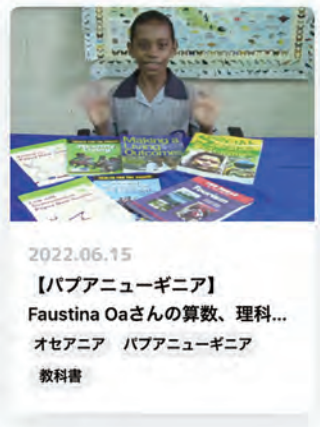 Making a
Living
Outcome
2022.06.15
【パプアニューギニア】
Faustina Oaさんの算数、理科...
オセアニア　パプアニューギニア
教科書